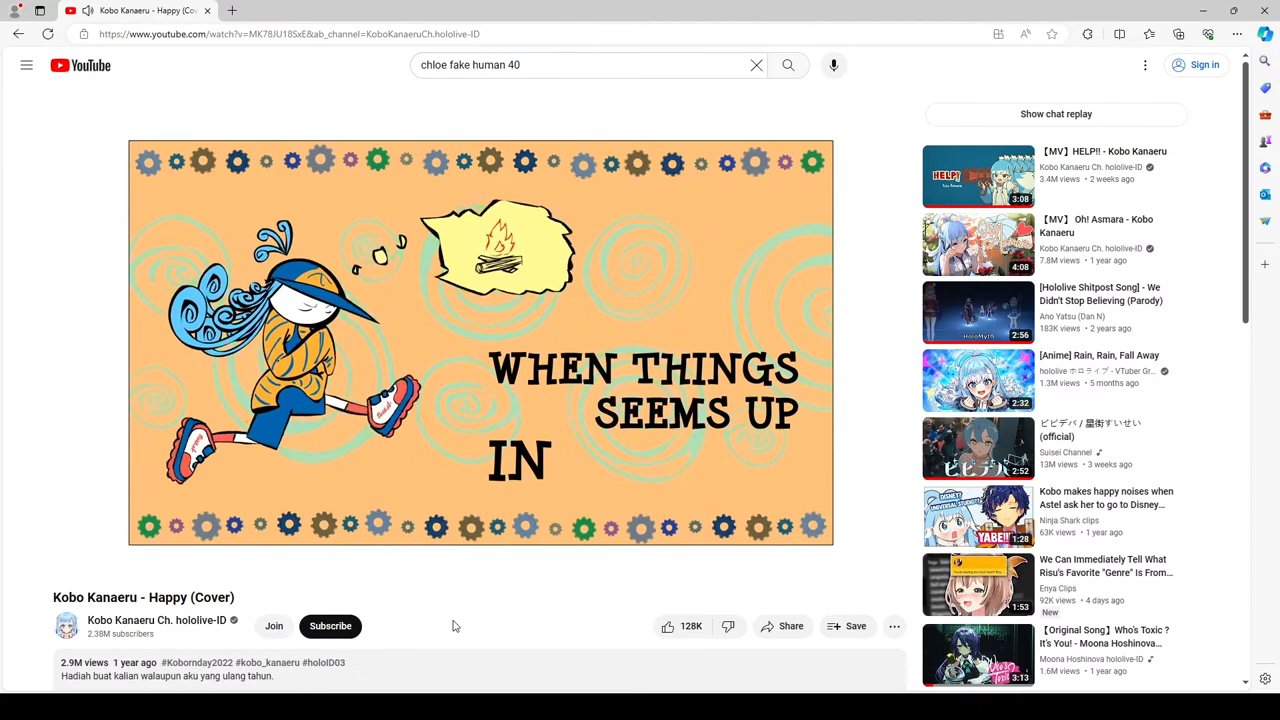 Kobo Kanaeru - Happy (Cov
https://www.youtube.com/watch?v=MK78JU18SxE&ab_channel=KoboKanaeruCh.hololive-ID
YouTube
chloe fake human 40
Sign in
WHEN THINGS
SEEMS UP
IN
Kobo Kanaeru - Happy (Cover)
Kobo Kanaeru Ch. hololive-ID
2.38M subscribers
Join
Subscribe
128K
Share
Save
2.9M views 1 year ago #Kobornday2022 #kobo_kanaeru #holoID03
Hadiah buat kalian walaupun aku yang ulang tahun.
Show chat replay
HELP!!
3:08
【MV】HELP!! - Kobo Kanaeru
Kobo Kanaeru Ch. hololive-ID
3.4M views • 2 weeks ago
4:08
【MV】 Oh! Asmara - Kobo
Kanaeru
Kobo Kanaeru Ch. hololive-ID
7.8M views • 1 year ago
HoloMyth
2:56
[Hololive Shitpost Song] - We
Didn't Stop Believing (Parody)
Ano Yatsu (Dan N)
183K views • 2 years ago
2:32
[Anime] Rain, Rain, Fall Away
hololive ホロライブ - VTuber Gr...
1.3M views • 5 months ago
ビビデバ
2:52
ビビデバ / 星街すいせい
(official)
Suisei Channel
13M views • 3 weeks ago
YABE!!
1:28
Kobo makes happy noises when
Astel ask her to go to Disney...
Ninja Shark clips
63K views • 1 year ago
1:53
We Can Immediately Tell What
Risu's Favorite "Genre" Is From...
Enya Clips
92K views • 4 days ago
New
3:13
【Original Song】Who's Toxic ?
It's You! - Moona Hoshinova...
Moona Hoshinova hololive-ID
1.6M views • 1 year ago